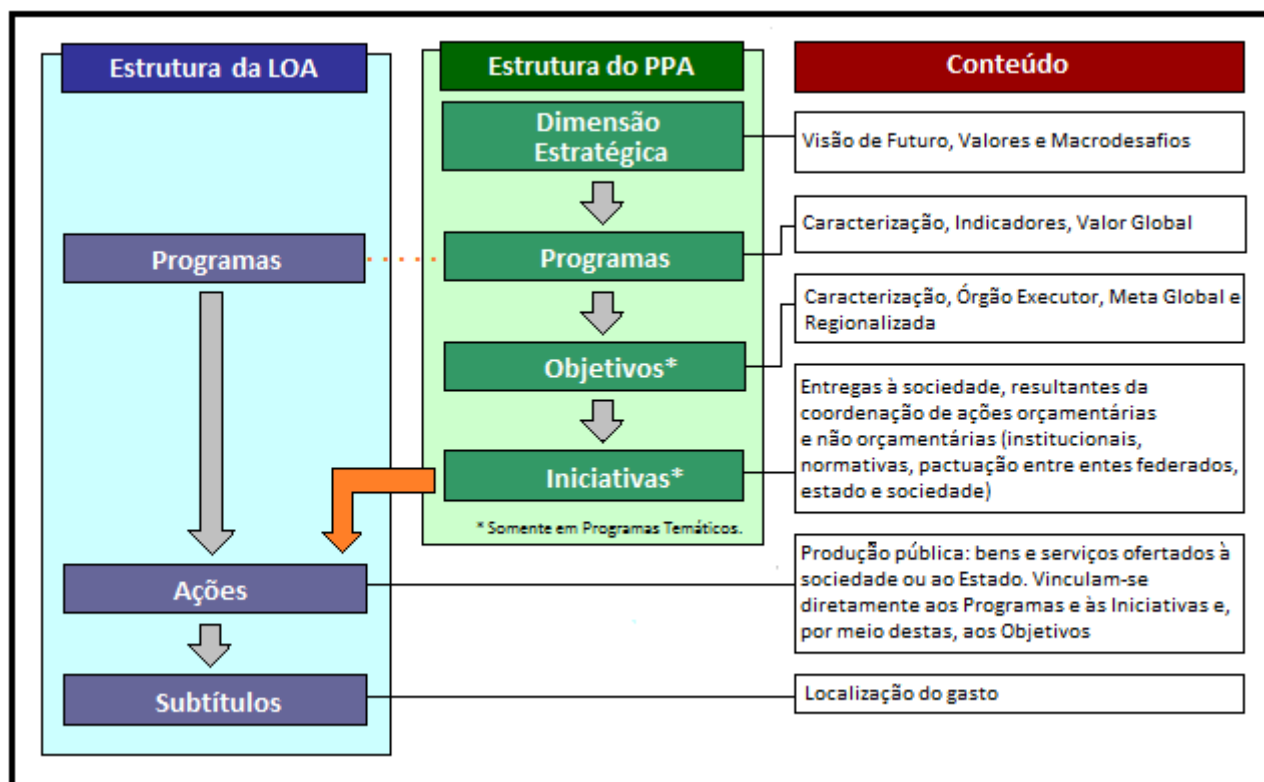 Estrutura da LOA
Estrutura do PPA
Conteúdo
Dimensão
Estratégica
Visão de Futuro, Valores e Macrodesafios
Programas
Programas
Caracterização, Indicadores, Valor Global
Objetivos*
Caracterização, Órgão Executor, Meta Global e
Regionalizada
Iniciativas*
* Somente em Programas Temáticos.
Entregas à sociedade, resultantes da
coordenação de ações orçamentárias
e não orçamentárias (institucionais,
normativas, pactuação entre entes federados,
estado e sociedade)
Ações
Produção pública: bens e serviços ofertados à
sociedade ou ao Estado. Vinculam-se
diretamente aos Programas e às Iniciativas e,
por meio destas, aos Objetivos
Subtítulos
Localização do gasto